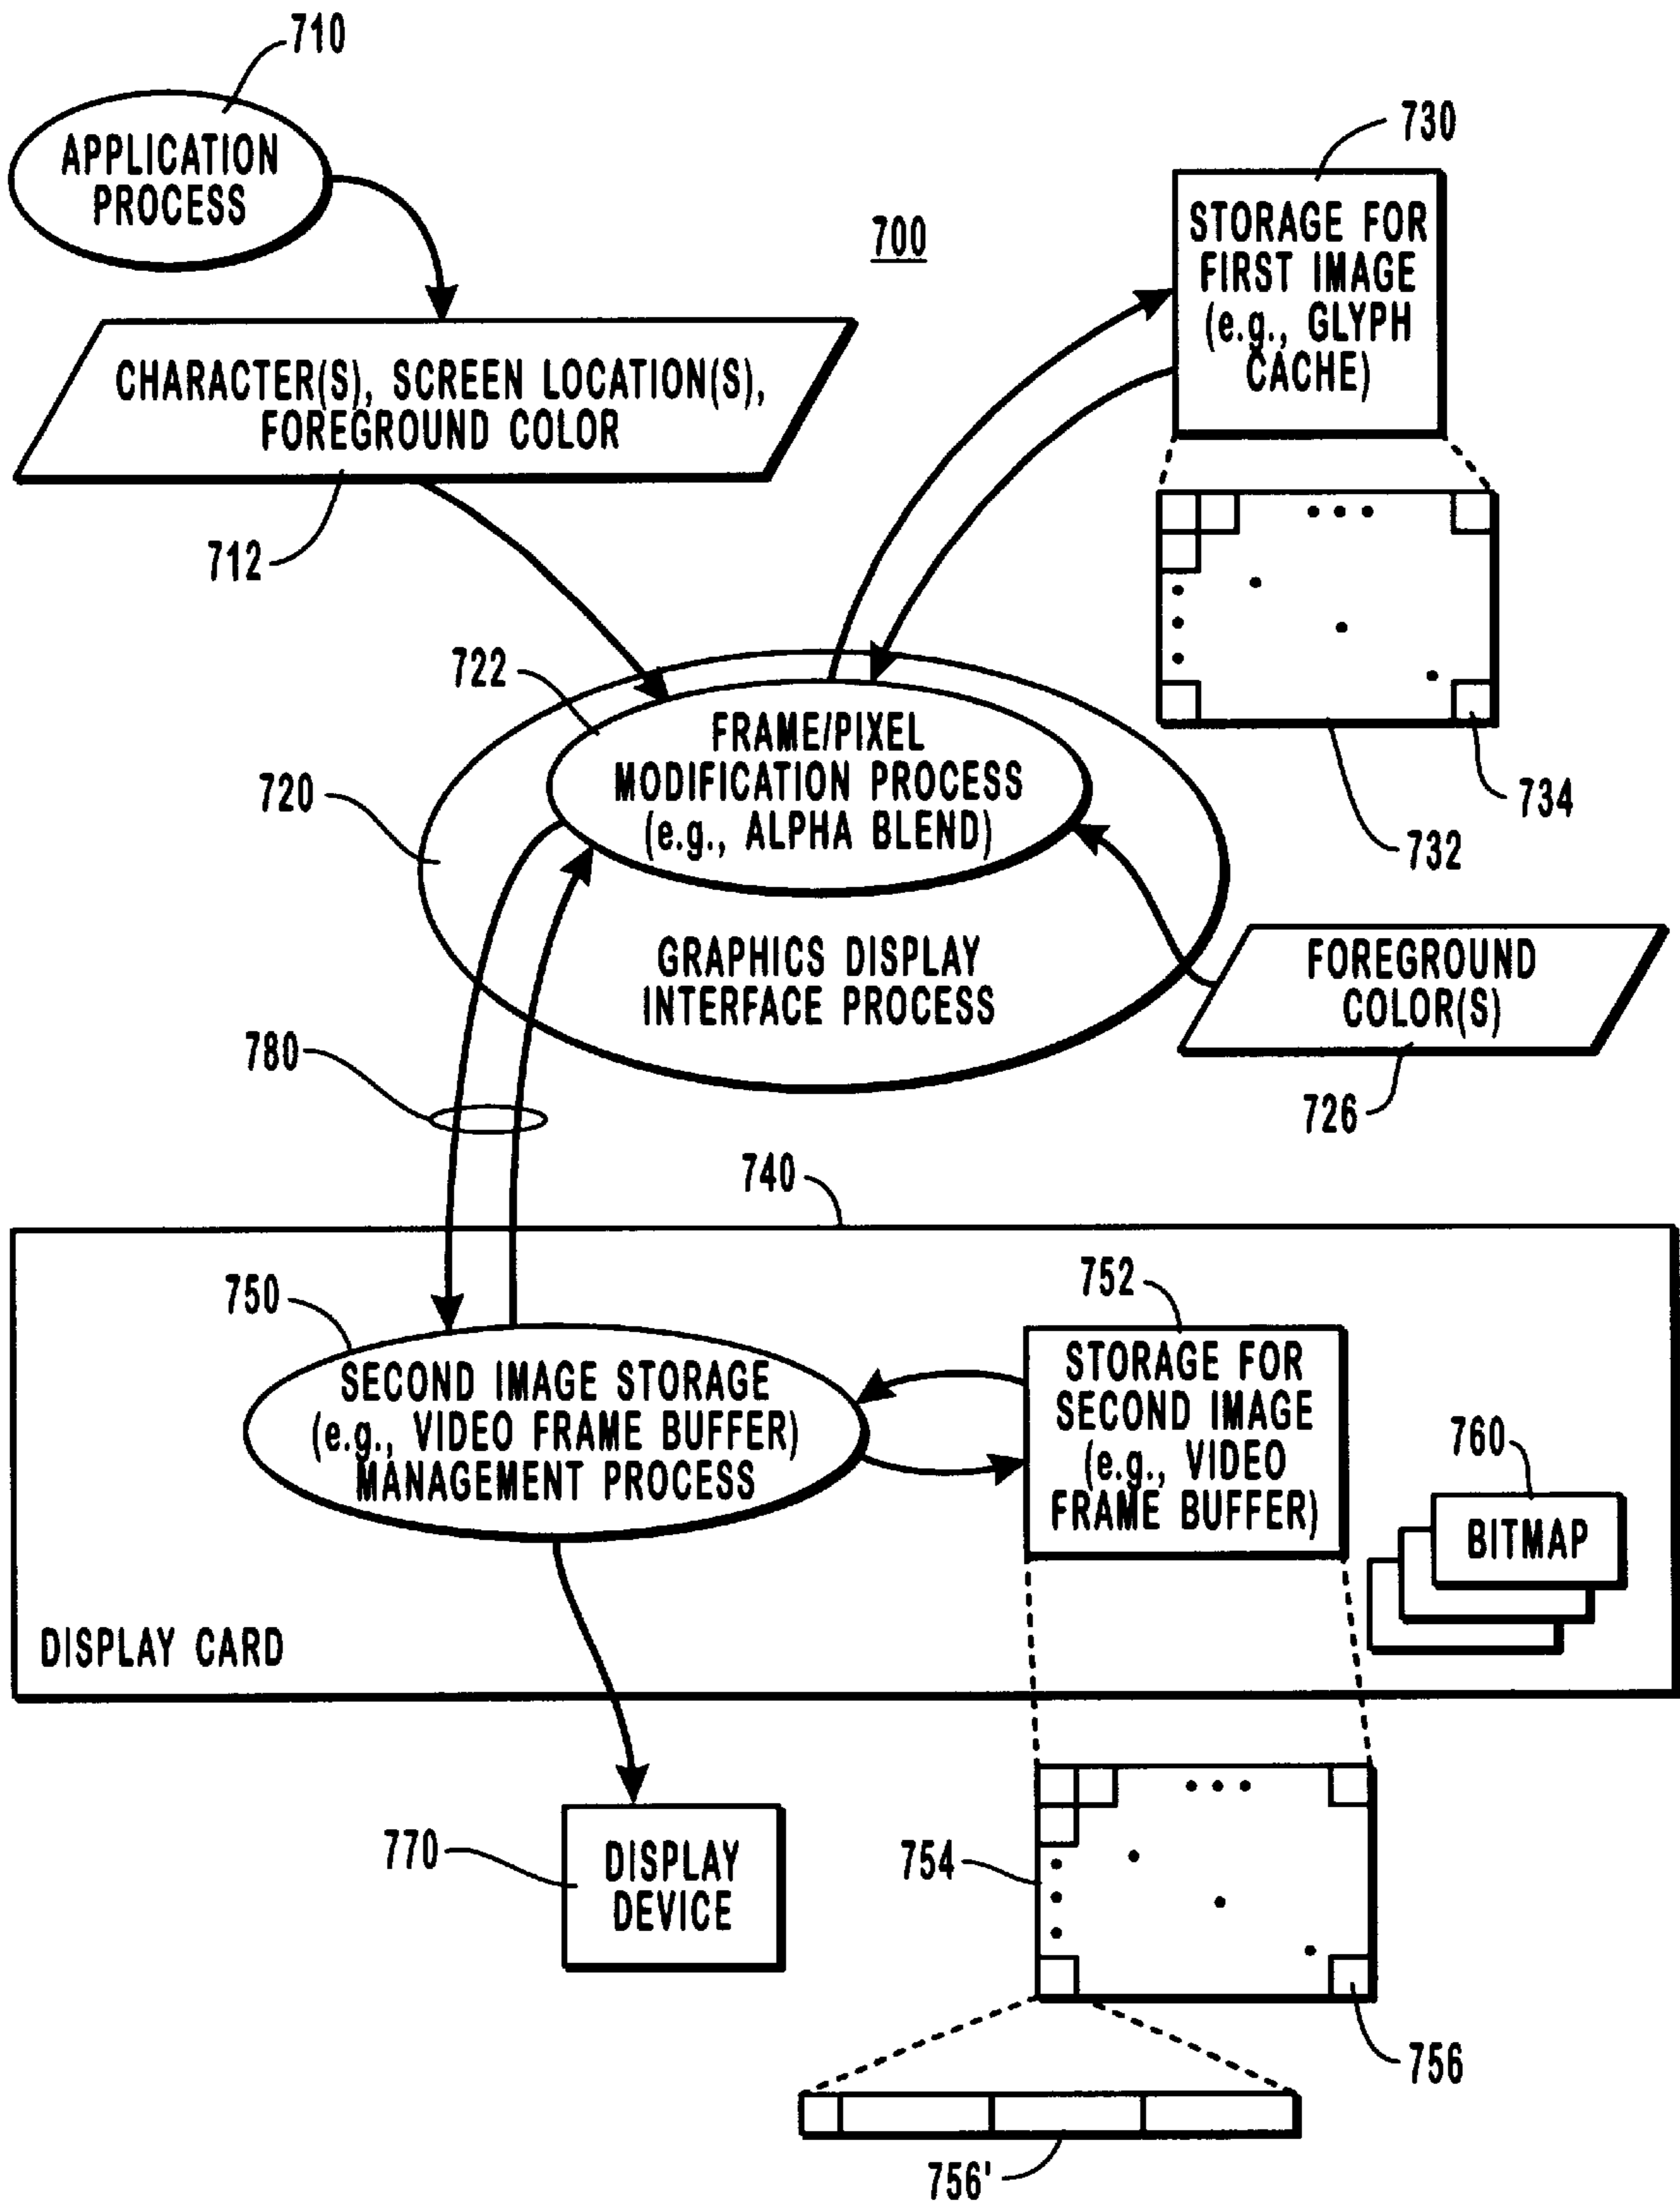 710
APPLICATION
PROCESS
730
700
STORAGE FOR
FIRST IMAGE
(e.g., GLYPH
CACHE)
CHARACTER(S), SCREEN LOCATION(S),
FOREGROUND COLOR
712
722
FRAME/PIXEL
MODIFICATION PROCESS
(e.g., ALPHA BLEND)
720
734
732
GRAPHICS DISPLAY
INTERFACE PROCESS
FOREGROUND
COLOR(S)
780
726
740
750
752
SECOND IMAGE STORAGE
(e.g., VIDEO FRAME BUFFER)
MANAGEMENT PROCESS
STORAGE FOR
SECOND IMAGE
(e.g., VIDEO
FRAME BUFFER)
760
BITMAP
DISPLAY CARD
770
DISPLAY
DEVICE
754
756
756'